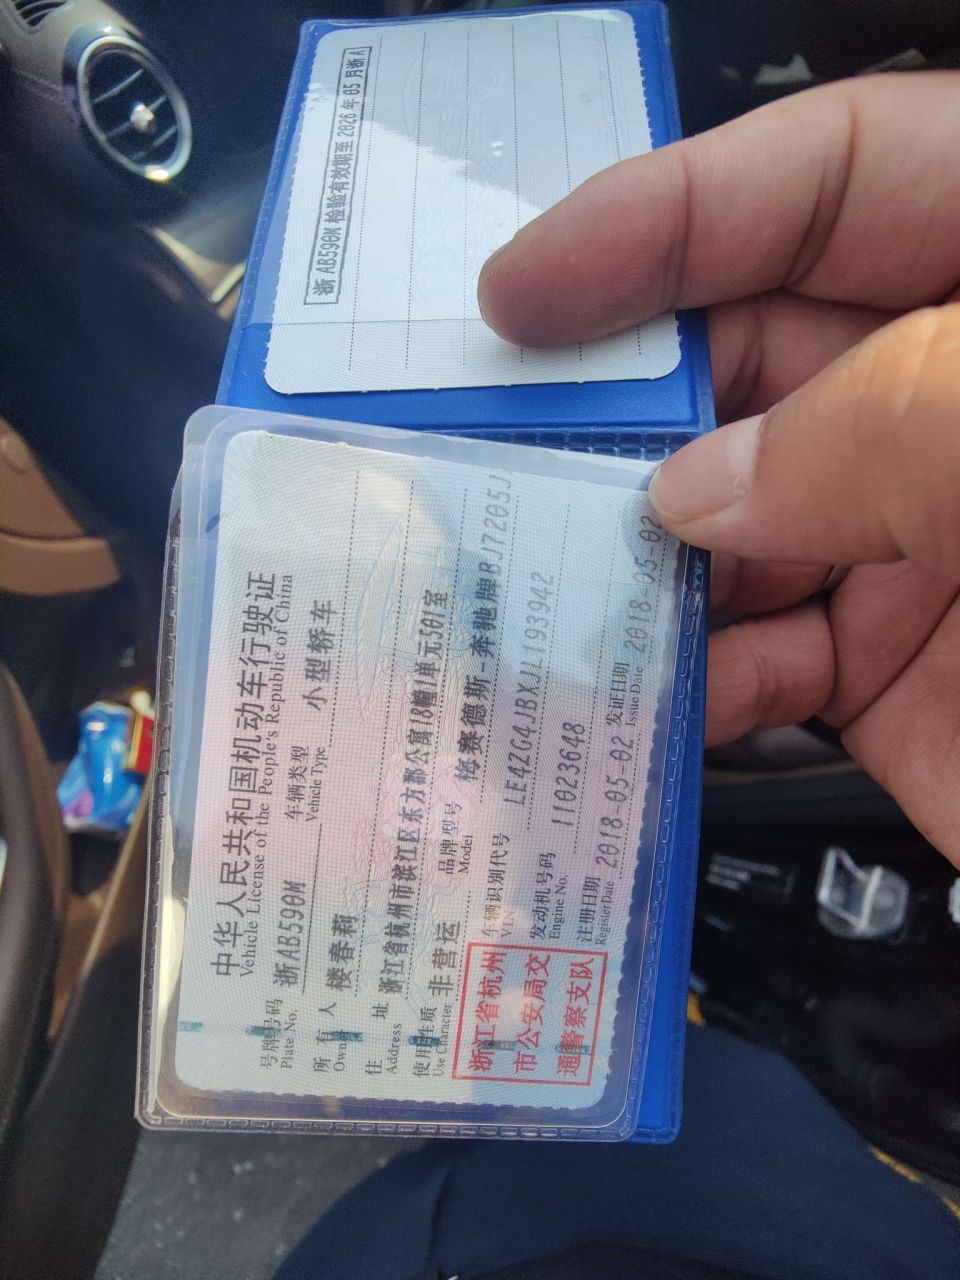 浙AB590M 检验有效期至 2026年05月浙A
中华人民共和国机动车行驶证
Vehicle License of the People's Republic of China
号牌号码 浙AB590M 车辆类型 小型轿车
Plate No. Vehicle Type
所有人 楼春莉
Owner
住址 浙江省杭州市滨江区东方郡公寓18幢1单元501室
Address
使用性质 非营运 品牌型号 梅赛德斯-奔驰牌BJ7205J
Use Character Model
浙江省杭州
市公安局交
通警察支队
车辆识别代号 LE4ZG4JBXJL193942
VIN
发动机号码 11023648
Engine No.
注册日期 2018-05-02 发证日期 2018-05-02
Register Date Issue Date